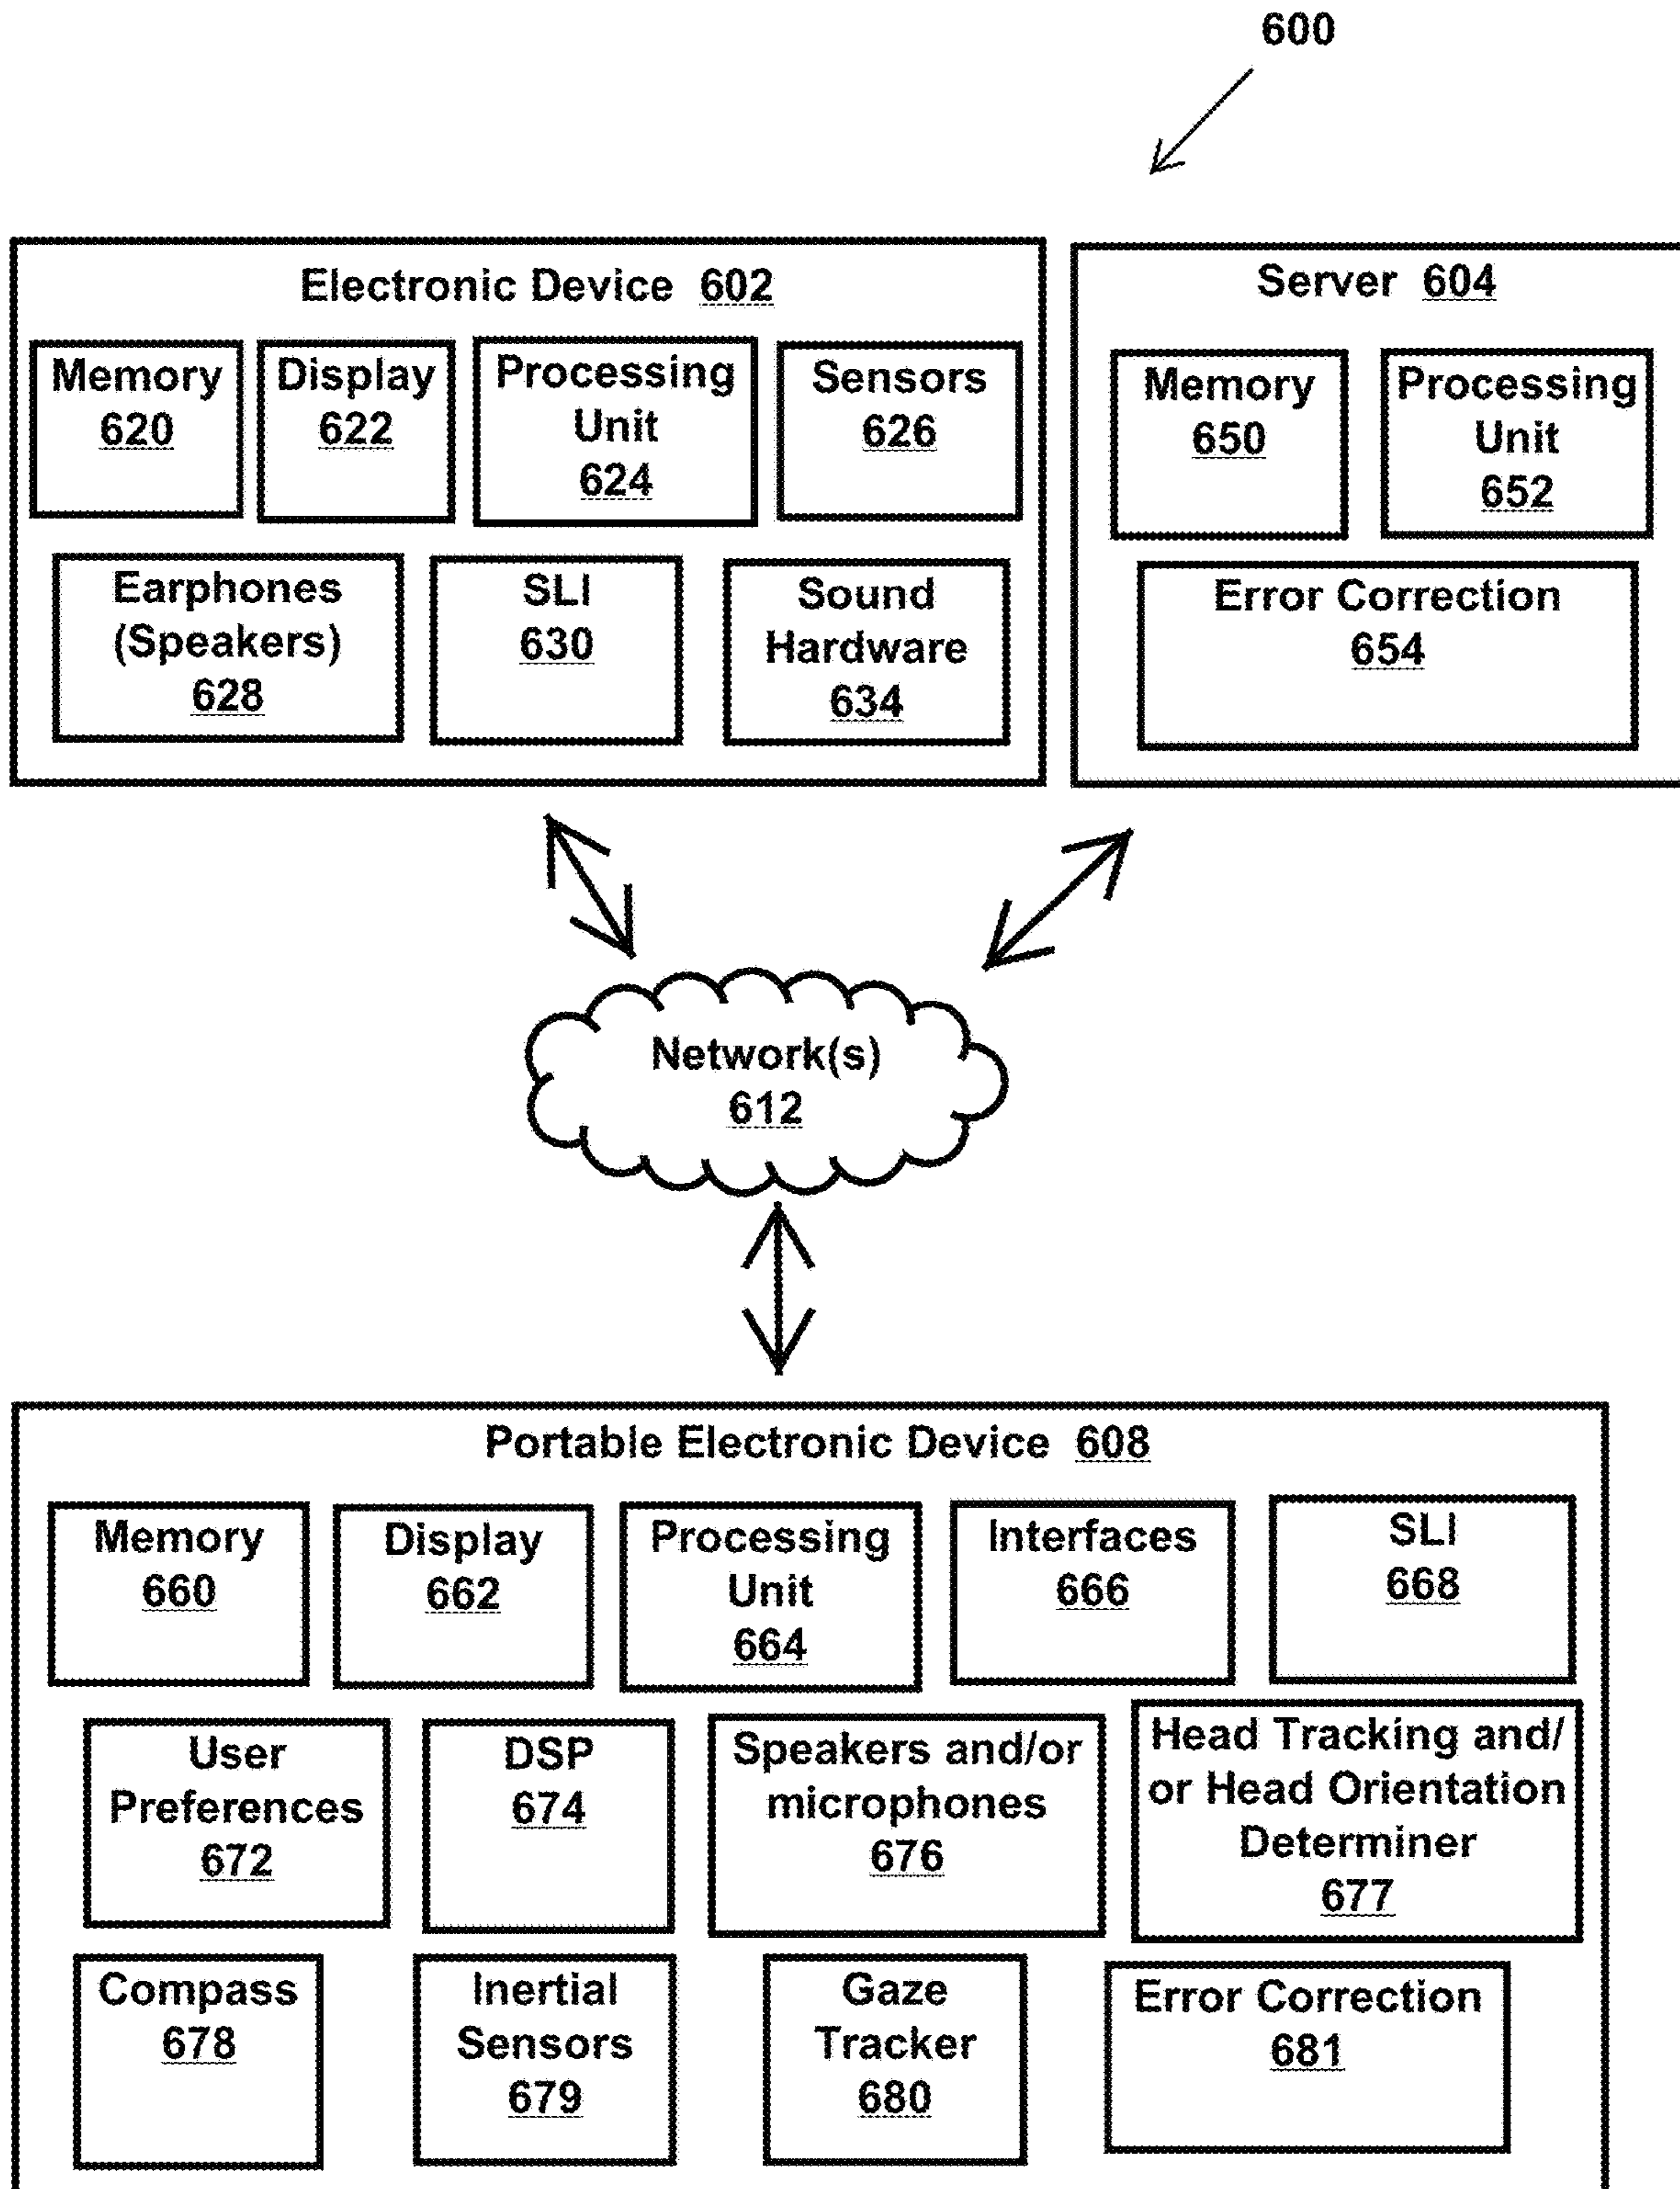 600
Electronic Device 602
Memory
620
Display
622
Processing
Unit
624
Sensors
626
Earphones
(Speakers)
628
SLI
630
Sound
Hardware
634
Server 604
Memory
650
Processing
Unit
652
Error Correction
654
Network(s)
612
Portable Electronic Device 608
Memory
660
Display
662
Processing
Unit
664
Interfaces
666
SLI
668
User
Preferences
672
DSP
674
Speakers and/or
microphones
676
Head Tracking and/
or Head Orientation
Determiner
677
Compass
678
Inertial
Sensors
679
Gaze
Tracker
680
Error Correction
681